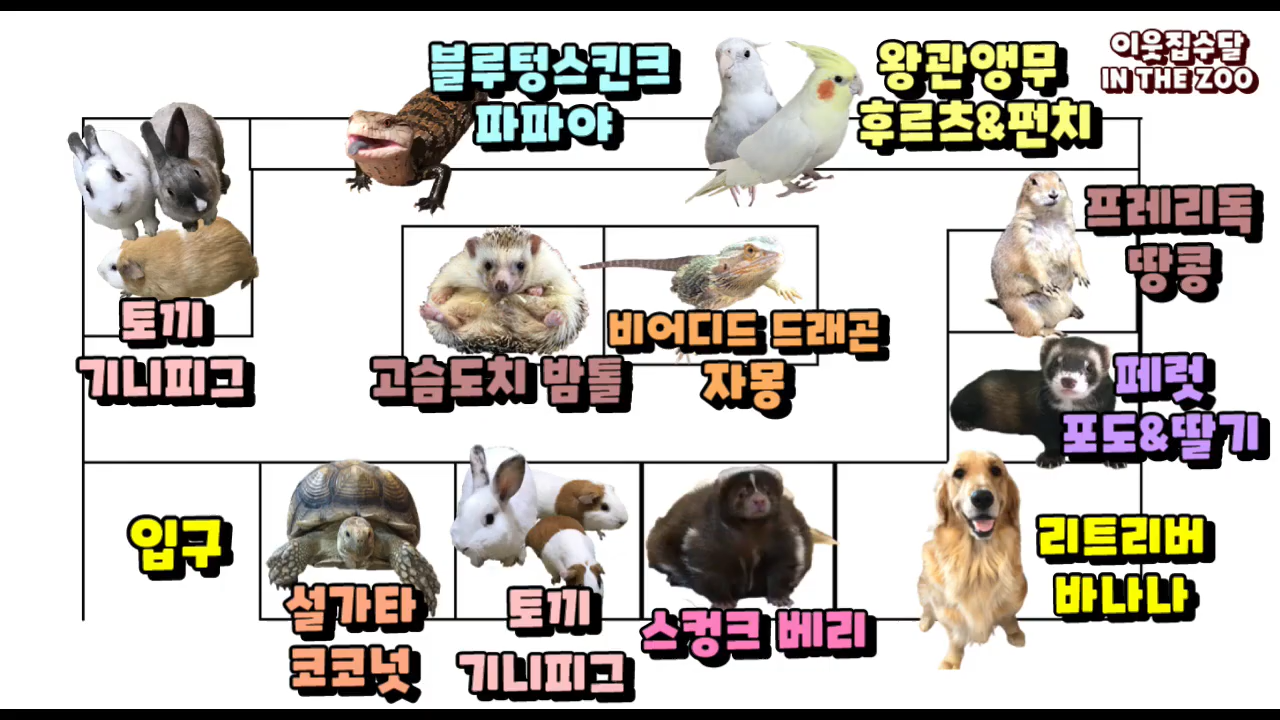 이웃집수달
IN THE ZOO
블루텅스킨크
파파야
왕관앵무
후르츠&펀치
프레리독
땅콩
토끼
기니피그
고슴도치 밤톨
비어디드 드래곤
자몽
페럿
포도&딸기
입구
설가타
코코넛
토끼
기니피그
스컹크 베리
리트리버
바나나